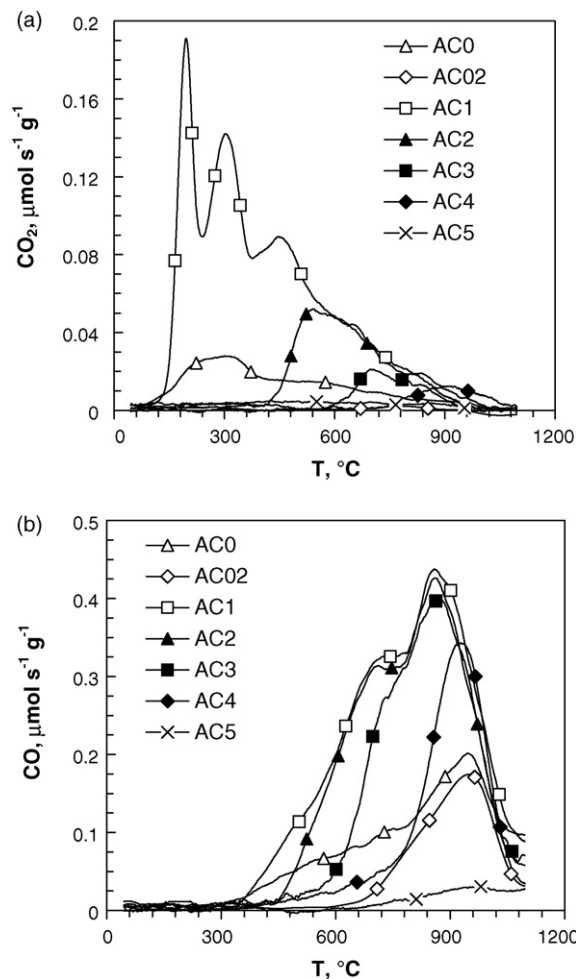 (a)
0.2
0.16
0.12
0.08
0.04
0
CO₂, μmol s⁻¹ g⁻¹
AC0
AC02
AC1
AC2
AC3
AC4
AC5
0 300 600 900 1200
T, °C
(b)
0.5
0.4
0.3
0.2
0.1
0
CO, μmol s⁻¹ g⁻¹
AC0
AC02
AC1
AC2
AC3
AC4
AC5
0 300 600 900 1200
T, °C